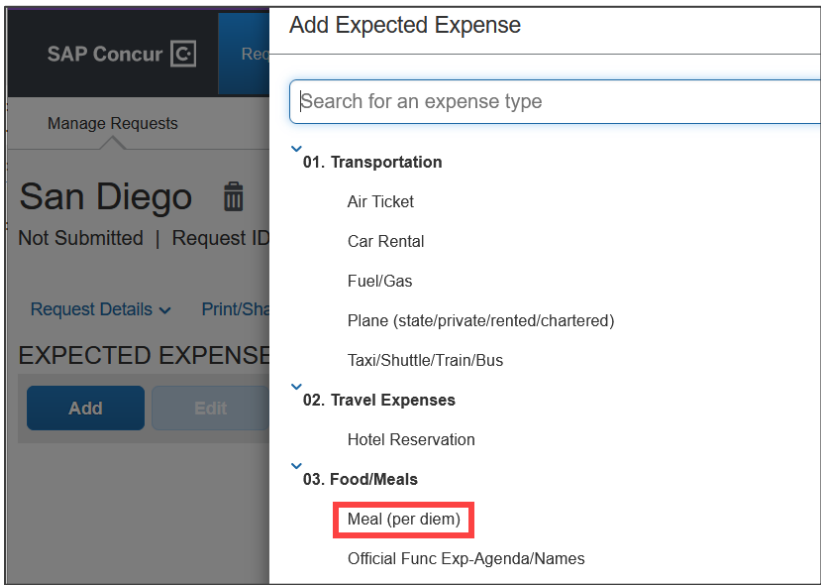 SAP Concur
Req
Manage Requests
San Diego
Not Submitted | Request ID
Request Details
Print/Sha
EXPECTED EXPENSE
Add
Edit
Add Expected Expense
Search for an expense type
01. Transportation
Air Ticket
Car Rental
Fuel/Gas
Plane (state/private/rented/chartered)
Taxi/Shuttle/Train/Bus
02. Travel Expenses
Hotel Reservation
03. Food/Meals
Meal (per diem)
Official Func Exp-Agenda/Names